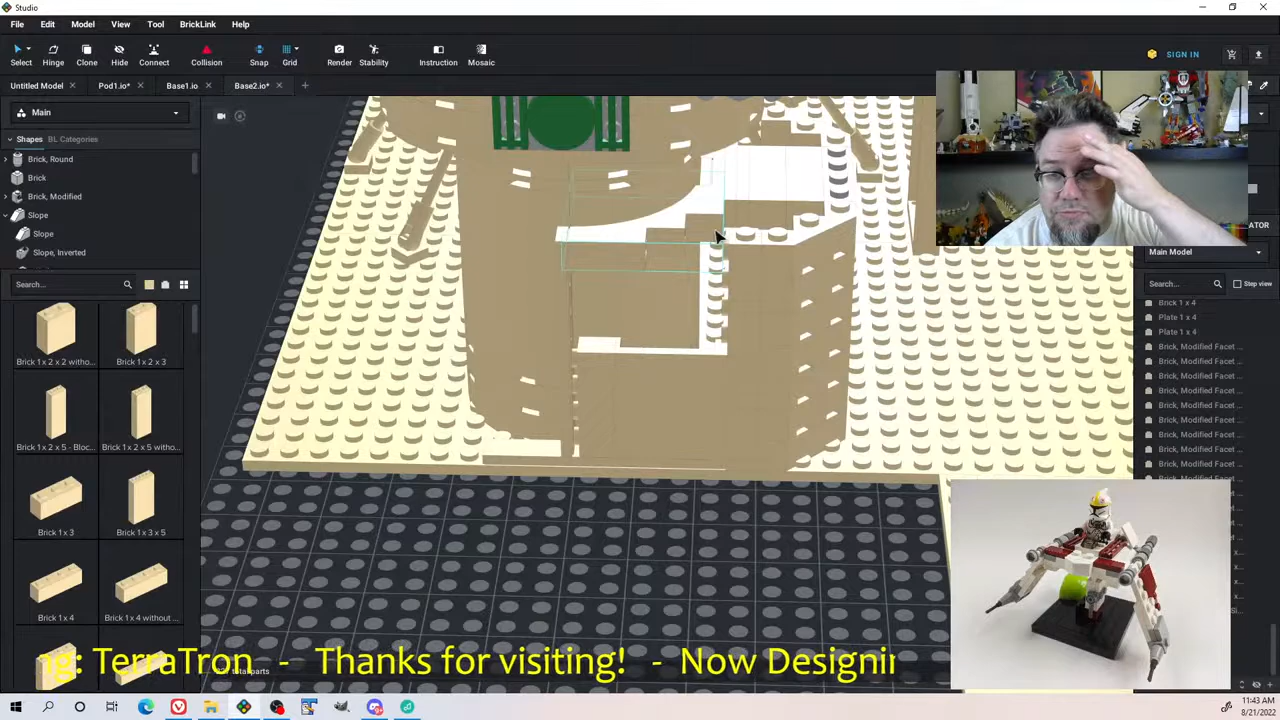 Studio
File Edit Model View Tool BrickLink Help
Select Hinge Clone Hide Connect Collision Snap Grid Render Stability Instruction Mosaic SIGN IN
Untitled Model Pod1.io* Base1.io Base2.io*
Main
Shapes BL Categories
Brick, Round
Brick
Brick, Modified
Slope
Slope
Slope, Inverted
Search...
Brick 1 x 2 x 2 witho... Brick 1 x 2 x 3
Brick 1 x 2 x 5 - Bloc... Brick 1 x 2 x 5 witho...
Brick 1 x 3 Brick 1 x 3 x 5
Brick 1 x 4 Brick 1 x 4 without ...
Main Model
Search... Step view
Brick 1 x 4
Plate 1 x 4
Plate 1 x 4
Brick, Modified Facet ...
Brick, Modified Facet ...
Brick, Modified Facet ...
Brick, Modified Facet ...
Brick, Modified Facet ...
Brick, Modified Facet ...
Brick, Modified Facet ...
Brick, Modified Facet ...
Brick, Modified Facet ...
g: TerraTron - Thanks for visiting! - Now Designin
11:43 AM
8/21/2022